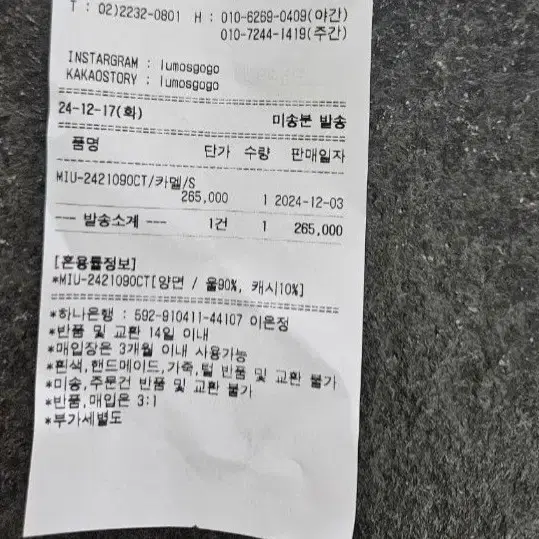 T : 02)2232-0801 H : 010-6269-0409(야간)
010-7244-1419(주간)
INSTARGRAM : lumosgogo
KAKAOSTORY : lumosgogo
24-12-17(화) 미송분 발송
품명 단가 수량 판매일자
MIU-2421090CT/카멜/S
265,000 1 2024-12-03
--- 발송소계 --- 1건 1 265,000
[혼용률정보]
*MIU-2421090CT[양면 / 울90%, 캐시10%]
*하나은행 : 592-910411-44107 이은정
*반품 및 교환 14일 이내
*매입장은 3개월 이내 사용가능
*흰색,핸드메이드,가죽,털 반품 및 교환 불가
*미송,주문건 반품 및 교환 불가
*반품,매입은 3:1
*부가세별도